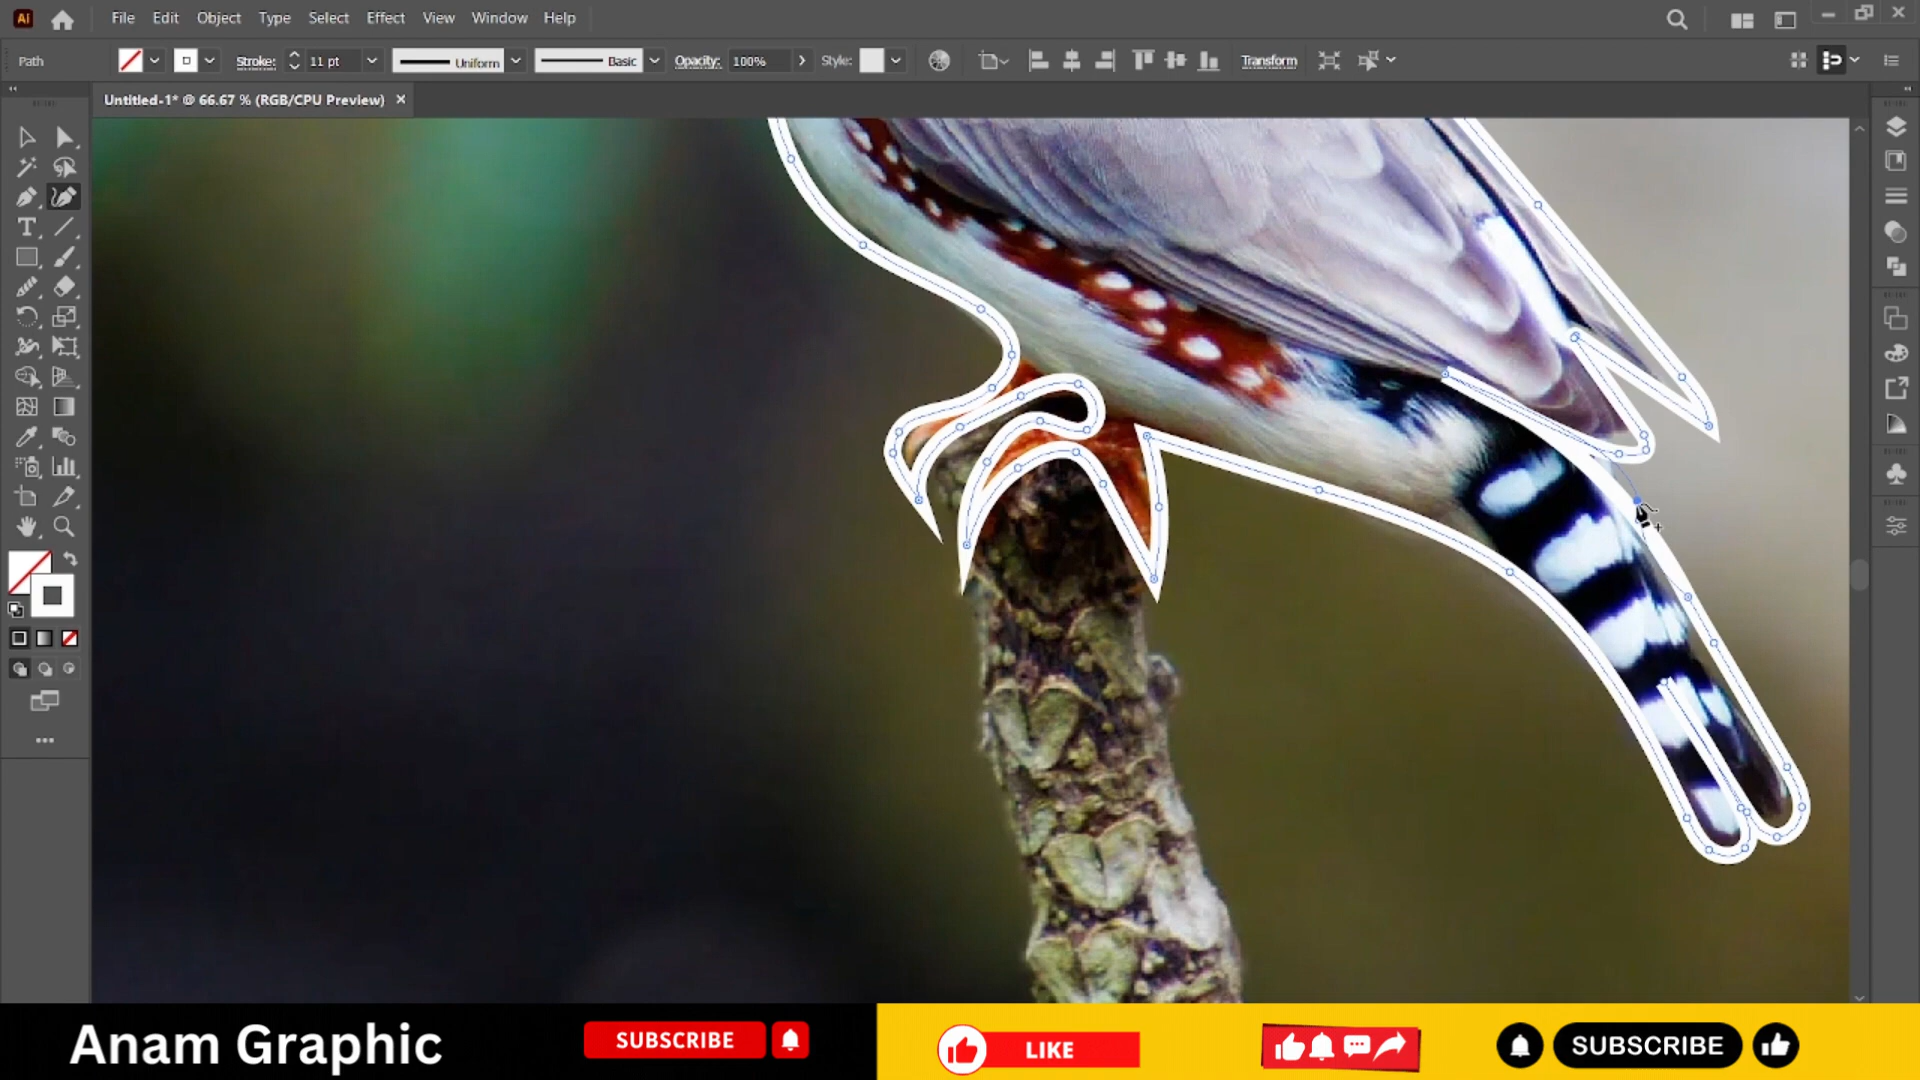 Ai File Edit Object Type Select Effect View Window Help
Path Stroke: 11 pt Uniform Basic Opacity: 100% Style: Transform
Untitled-1* @ 66.67 % (RGB/CPU Preview) ×
T
Anam Graphic SUBSCRIBE LIKE SUBSCRIBE